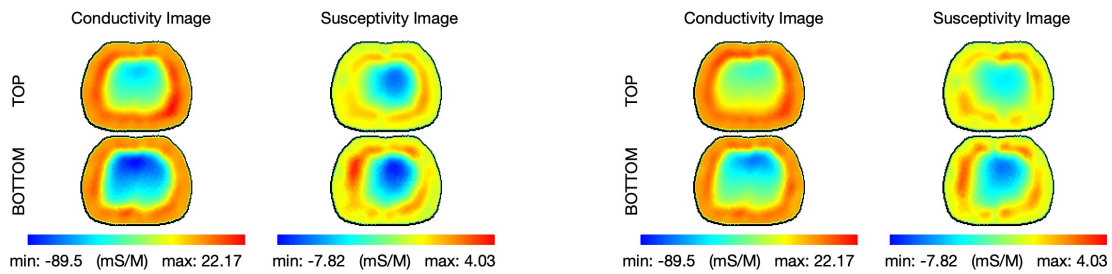 Conductivity Image Susceptivity Image Conductivity Image Susceptivity Image
TOP TOP
BOTTOM BOTTOM
min: -89.5 (mS/M) max: 22.17 min: -7.82 max: 4.03 min: -89.5 (mS/M) max: 22.17 min: -7.82 max: 4.03